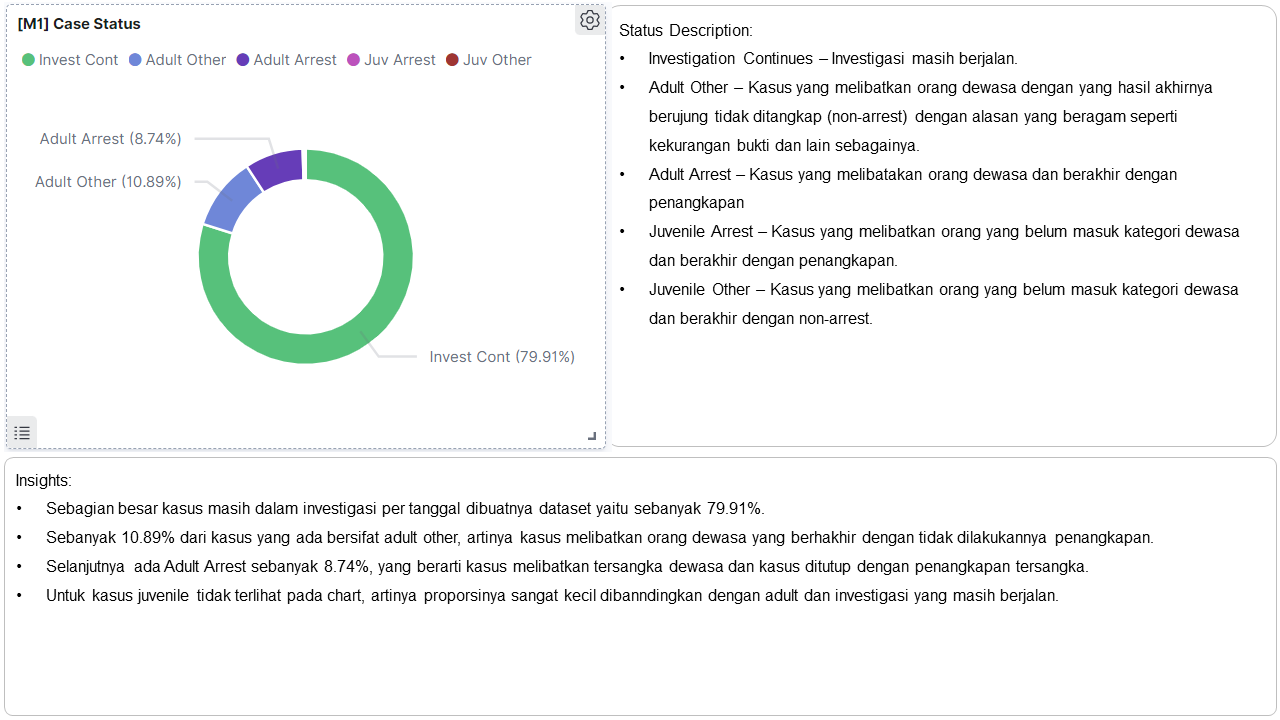 [M1] Case Status
Invest Cont Adult Other Adult Arrest Juv Arrest Juv Other
Adult Arrest (8.74%)
Adult Other (10.89%)
Invest Cont (79.91%)
Status Description:
• Investigation Continues – Investigasi masih berjalan.
• Adult Other – Kasus yang melibatkan orang dewasa dengan yang hasil akhirnya
berujung tidak ditangkap (non-arrest) dengan alasan yang beragam seperti
kekurangan bukti dan lain sebagainya.
• Adult Arrest – Kasus yang melibatakan orang dewasa dan berakhir dengan
penangkapan
• Juvenile Arrest – Kasus yang melibatkan orang yang belum masuk kategori dewasa
dan berakhir dengan penangkapan.
• Juvenile Other – Kasus yang melibatkan orang yang belum masuk kategori dewasa
dan berakhir dengan non-arrest.
Insights:
• Sebagian besar kasus masih dalam investigasi per tanggal dibuatnya dataset yaitu sebanyak 79.91%.
• Sebanyak 10.89% dari kasus yang ada bersifat adult other, artinya kasus melibatkan orang dewasa yang berhakhir dengan tidak dilakukannya penangkapan.
• Selanjutnya ada Adult Arrest sebanyak 8.74%, yang berarti kasus melibatkan tersangka dewasa dan kasus ditutup dengan penangkapan tersangka.
• Untuk kasus juvenile tidak terlihat pada chart, artinya proporsinya sangat kecil dibanndingkan dengan adult dan investigasi yang masih berjalan.